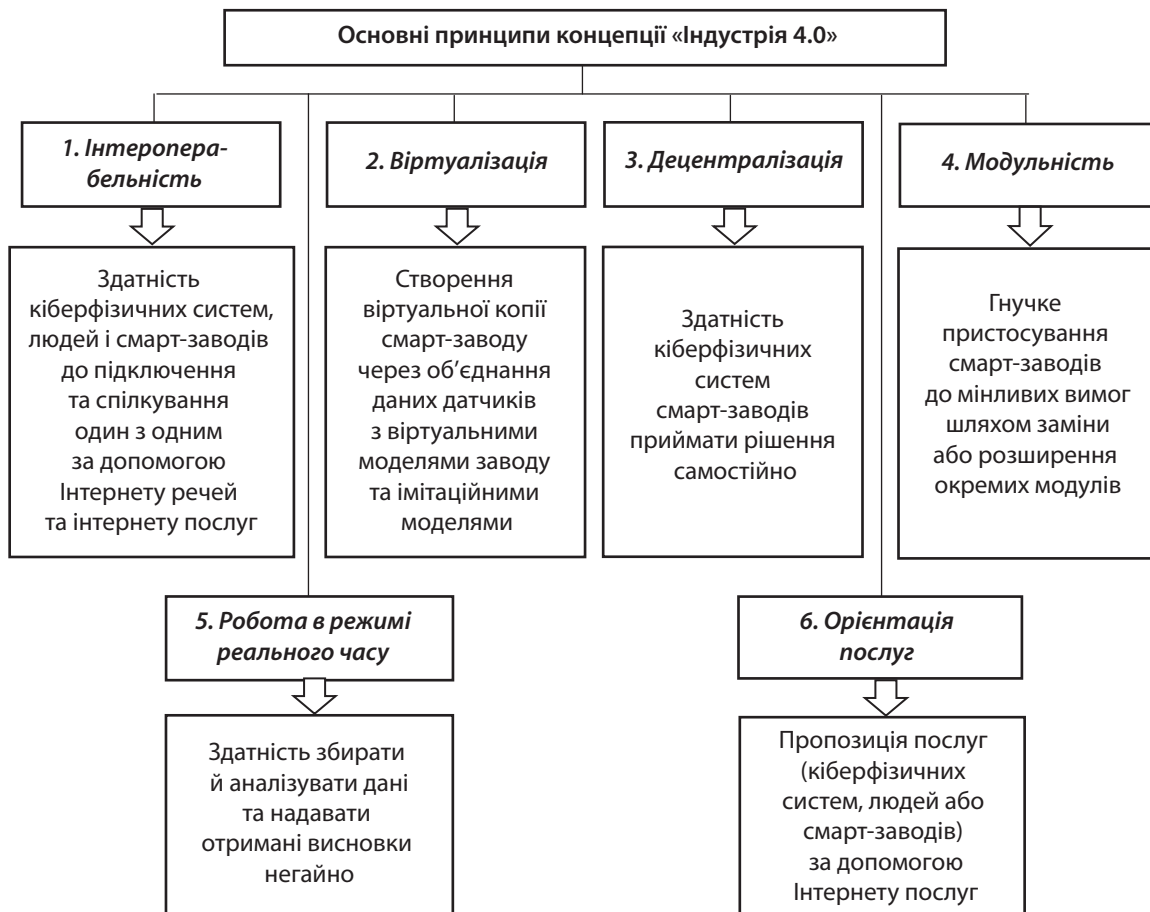 Основні принципи концепції «Індустрія 4.0»
1. Інтеропера-
бельність
2. Віртуалізація
3. Децентралізація
4. Модульність
Здатність
кіберфізичних систем,
людей і смарт-заводів
до підключення
та спілкування
один з одним
за допомогою
Інтернету речей
та інтернету послуг
Створення
віртуальної копії
смарт-заводу
через об’єднання
даних датчиків
з віртуальними
моделями заводу
та імітаційними
моделями
Здатність
кіберфізичних
систем
смарт-заводів
приймати рішення
самостійно
Гнучке
пристосування
смарт-заводів
до мінливих вимог
шляхом заміни
або розширення
окремих модулів
5. Робота в режимі
реального часу
6. Орієнтація
послуг
Здатність збирати
й аналізувати дані
та надавати
отримані висновки
негайно
Пропозиція послуг
(кіберфізичних
систем, людей або
смарт-заводів)
за допомогою
Інтернету послуг